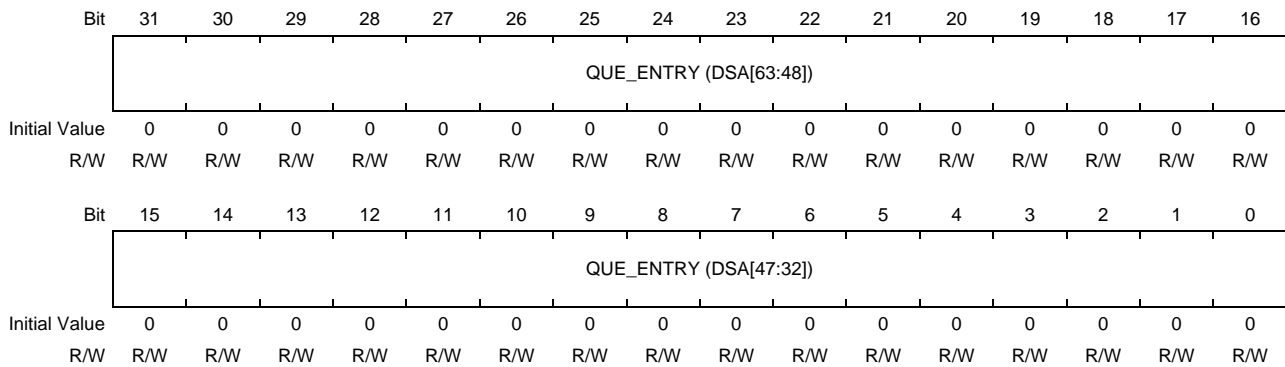 Bit 31 30 29 28 27 26 25 24 23 22 21 20 19 18 17 16
QUE_ENTRY (DSA[63:48])
Initial Value 0 0 0 0 0 0 0 0 0 0 0 0 0 0 0 0
R/W R/W R/W R/W R/W R/W R/W R/W R/W R/W R/W R/W R/W R/W R/W R/W R/W
Bit 15 14 13 12 11 10 9 8 7 6 5 4 3 2 1 0
QUE_ENTRY (DSA[47:32])
Initial Value 0 0 0 0 0 0 0 0 0 0 0 0 0 0 0 0
R/W R/W R/W R/W R/W R/W R/W R/W R/W R/W R/W R/W R/W R/W R/W R/W R/W